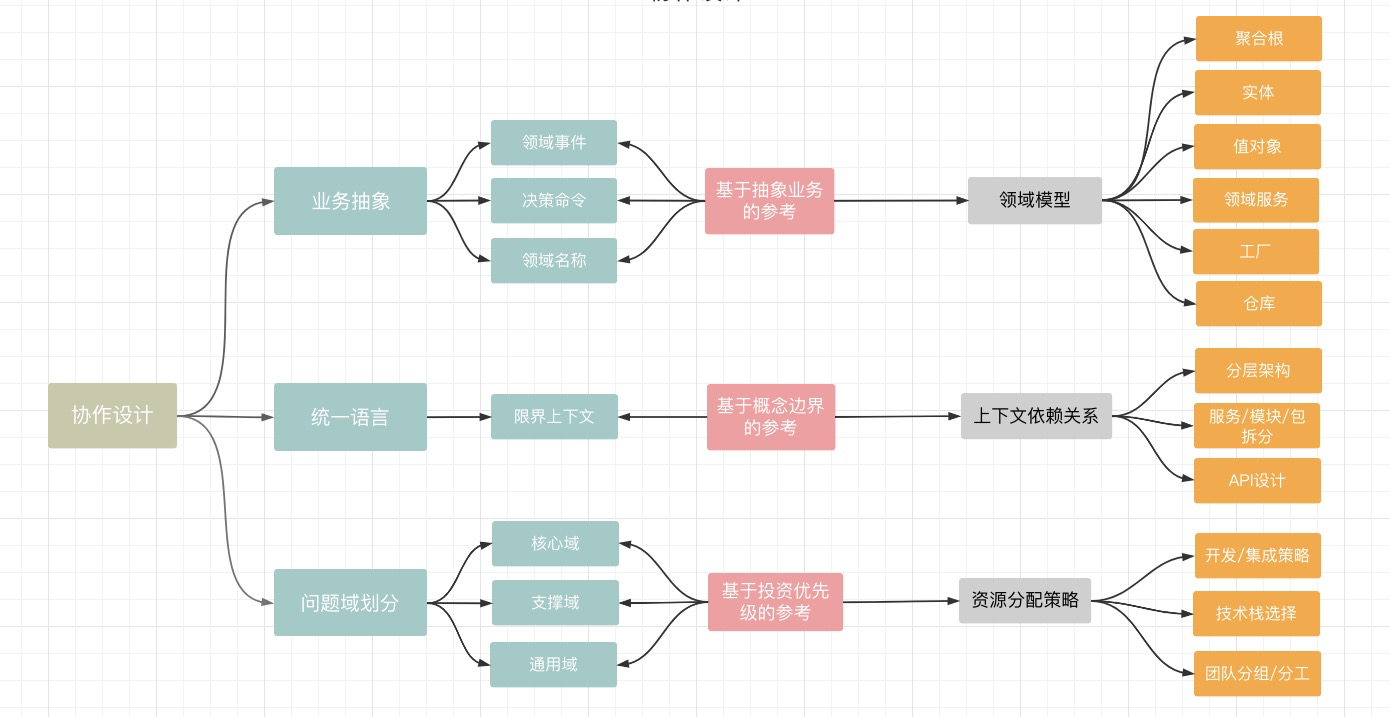 聚合根
实体
领域事件
值对象
业务抽象
决策命令
基于抽象业务
的参考
领域模型
领域服务
领域名称
工厂
仓库
分层架构
协作设计
统一语言
限界上下文
基于概念边界
的参考
上下文依赖关系
服务/模块/包
拆分
API设计
核心域
开发/集成策略
问题域划分
支撑域
基于投资优先
级的参考
资源分配策略
技术栈选择
通用域
团队分组/分工